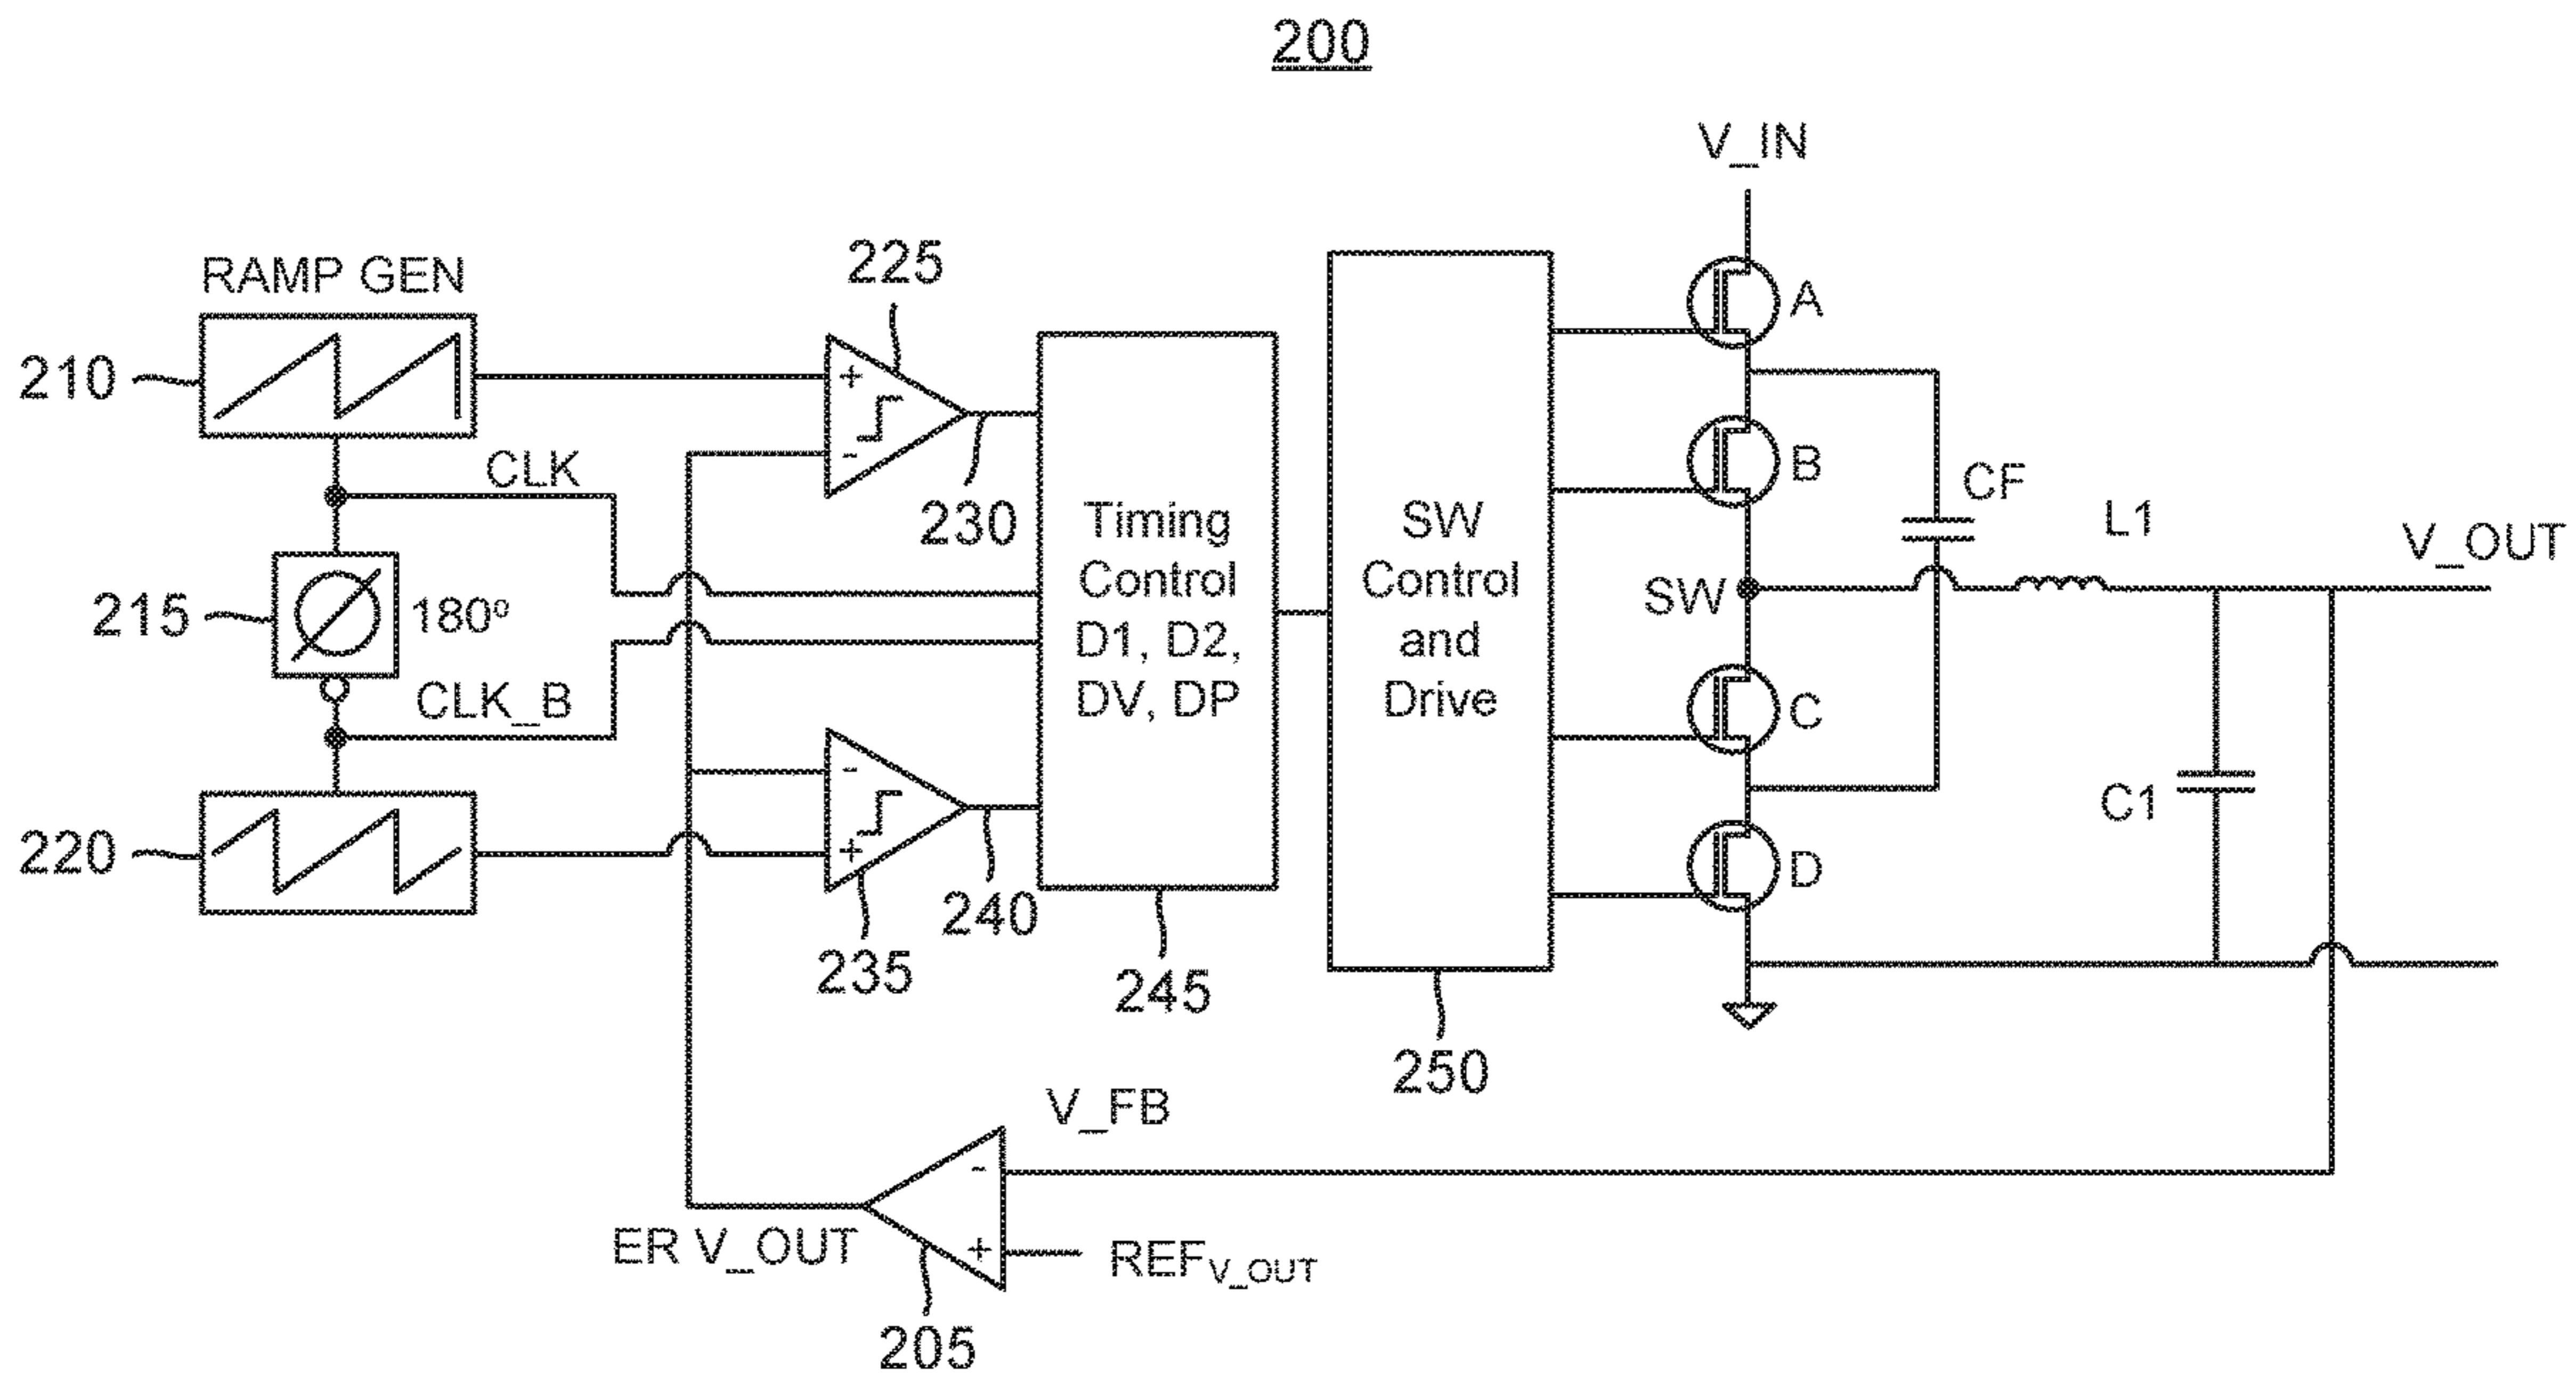 200
V_IN
RAMP GEN
225
A
210
+
-
CLK
230
B
CF
L1
V_OUT
215
180º
Timing
Control
D1, D2,
DV, DP
SW
Control
and
Drive
SW
CLK_B
C
C1
220
-
+
240
D
235
245
250
V_FB
-
ER V_OUT
+
REFV_OUT
205